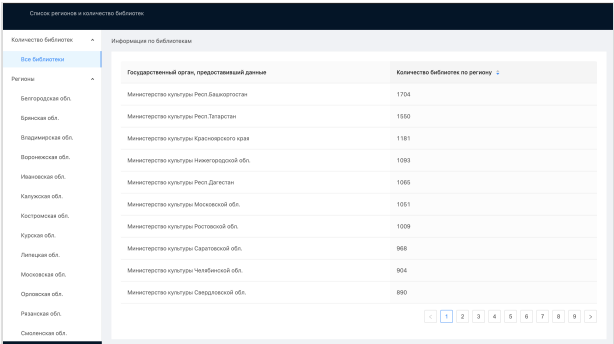 Список регионов и количество библиотек
Количество библиотек
Все библиотеки
Регионы
Белгородская обл.
Брянская обл.
Владимирская обл.
Воронежская обл.
Ивановская обл.
Калужская обл.
Костромская обл.
Курская обл.
Липецкая обл.
Московская обл.
Орловская обл.
Рязанская обл.
Смоленская обл.
Информация по библиотекам
Государственный орган, предоставивший данные Количество библиотек по региону
Министерство культуры Респ.Башкортостан 1704
Министерство культуры Респ.Татарстан 1550
Министерство культуры Красноярского края 1181
Министерство культуры Нижегородской обл. 1093
Министерство культуры Респ.Дагестан 1065
Министерство культуры Московской обл. 1051
Министерство культуры Ростовской обл. 1009
Министерство культуры Саратовской обл. 968
Министерство культуры Челябинской обл. 904
Министерство культуры Свердловской обл. 890
< 1 2 3 4 5 6 7 8 9 >